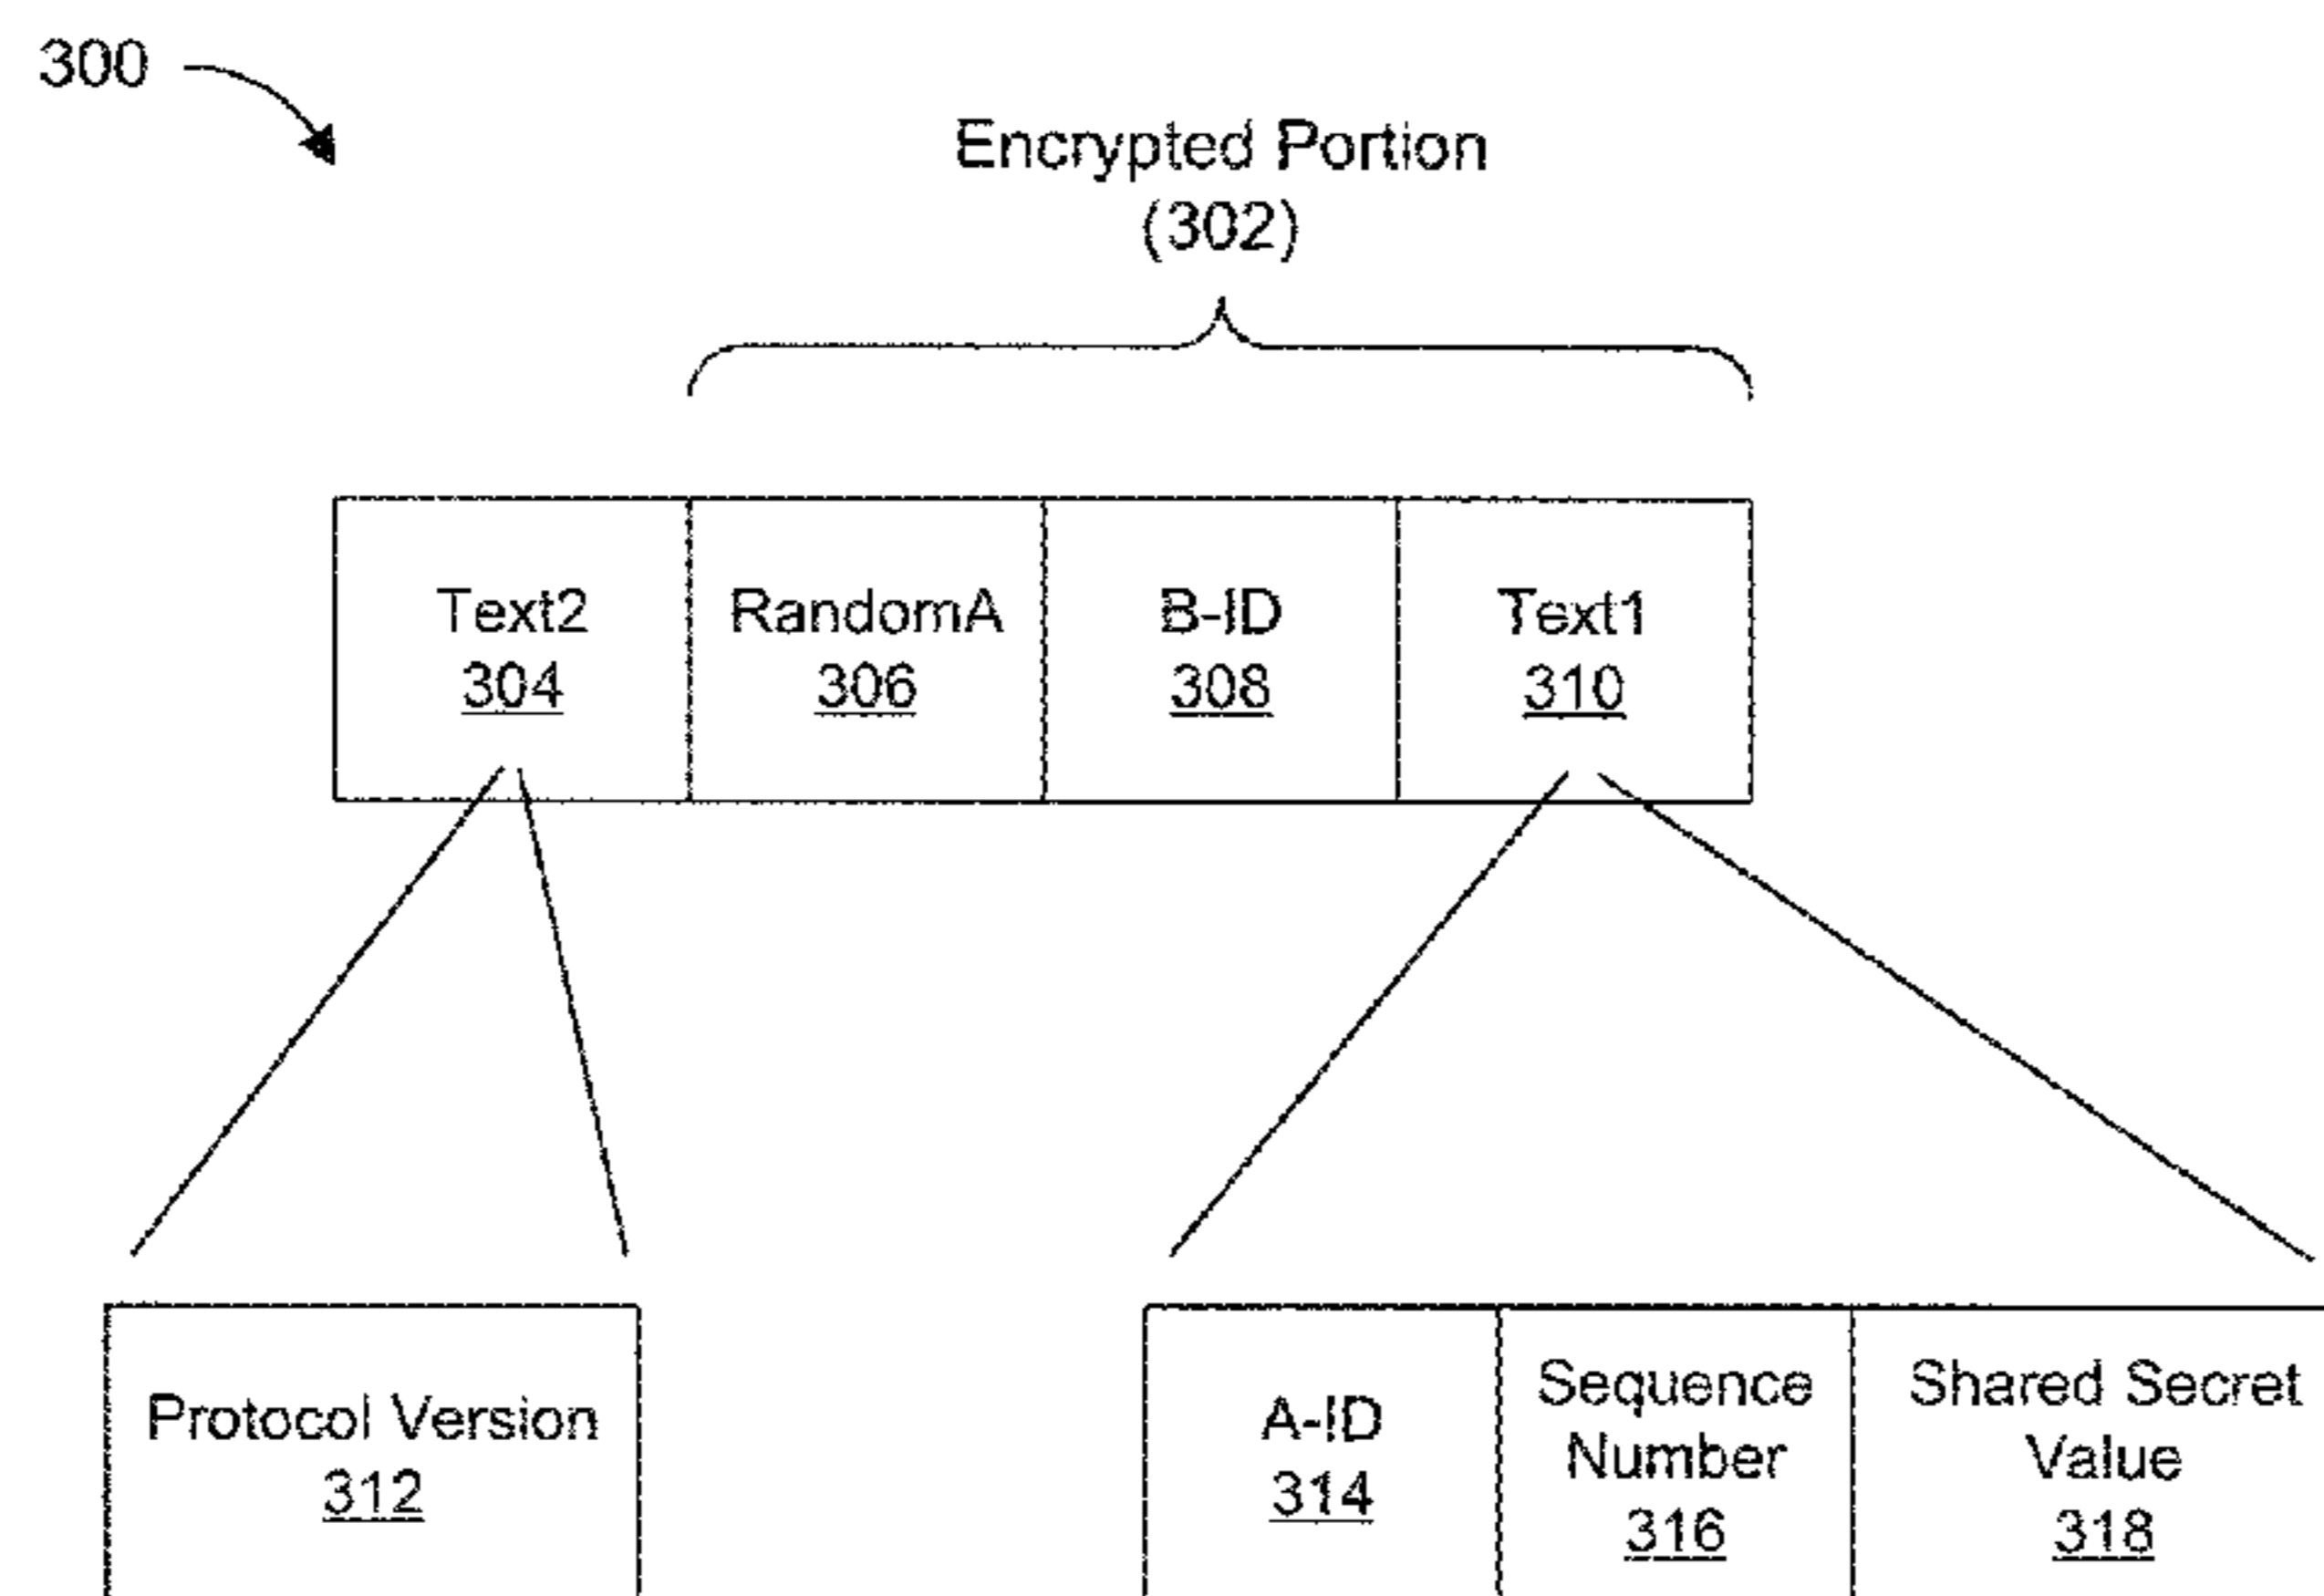 300
Encrypted Portion
(302)
Text2
304
RandomA
306
B-ID
308
Text1
310
Protocol Version
312
A-ID
314
Sequence
Number
316
Shared Secret
Value
318